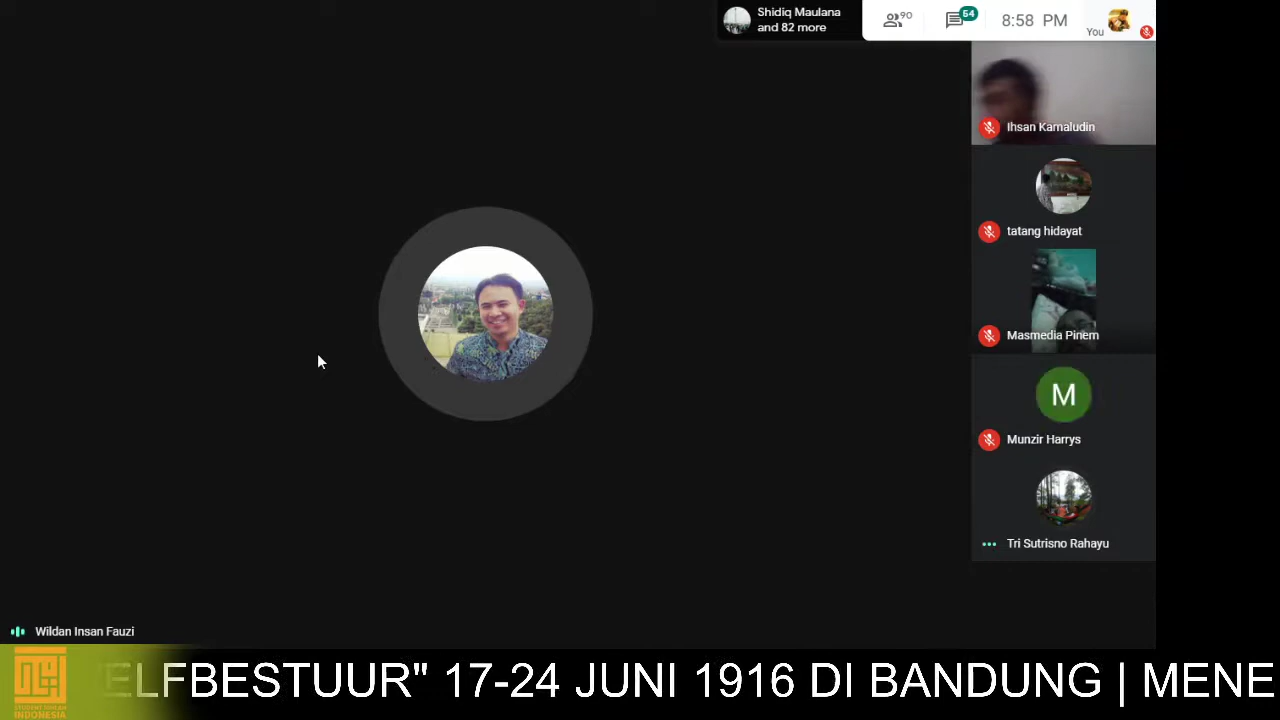 Shidiq Maulana
and 82 more
90
54
8:58 PM
You
Ihsan Kamaludin
tatang hidayat
Masmedia Pinem
M
Munzir Harrys
Tri Sutrisno Rahayu
Wildan Insan Fauzi
ELFBESTUUR" 17-24 JUNI 1916 DI BANDUNG | MENE
INDONESIA